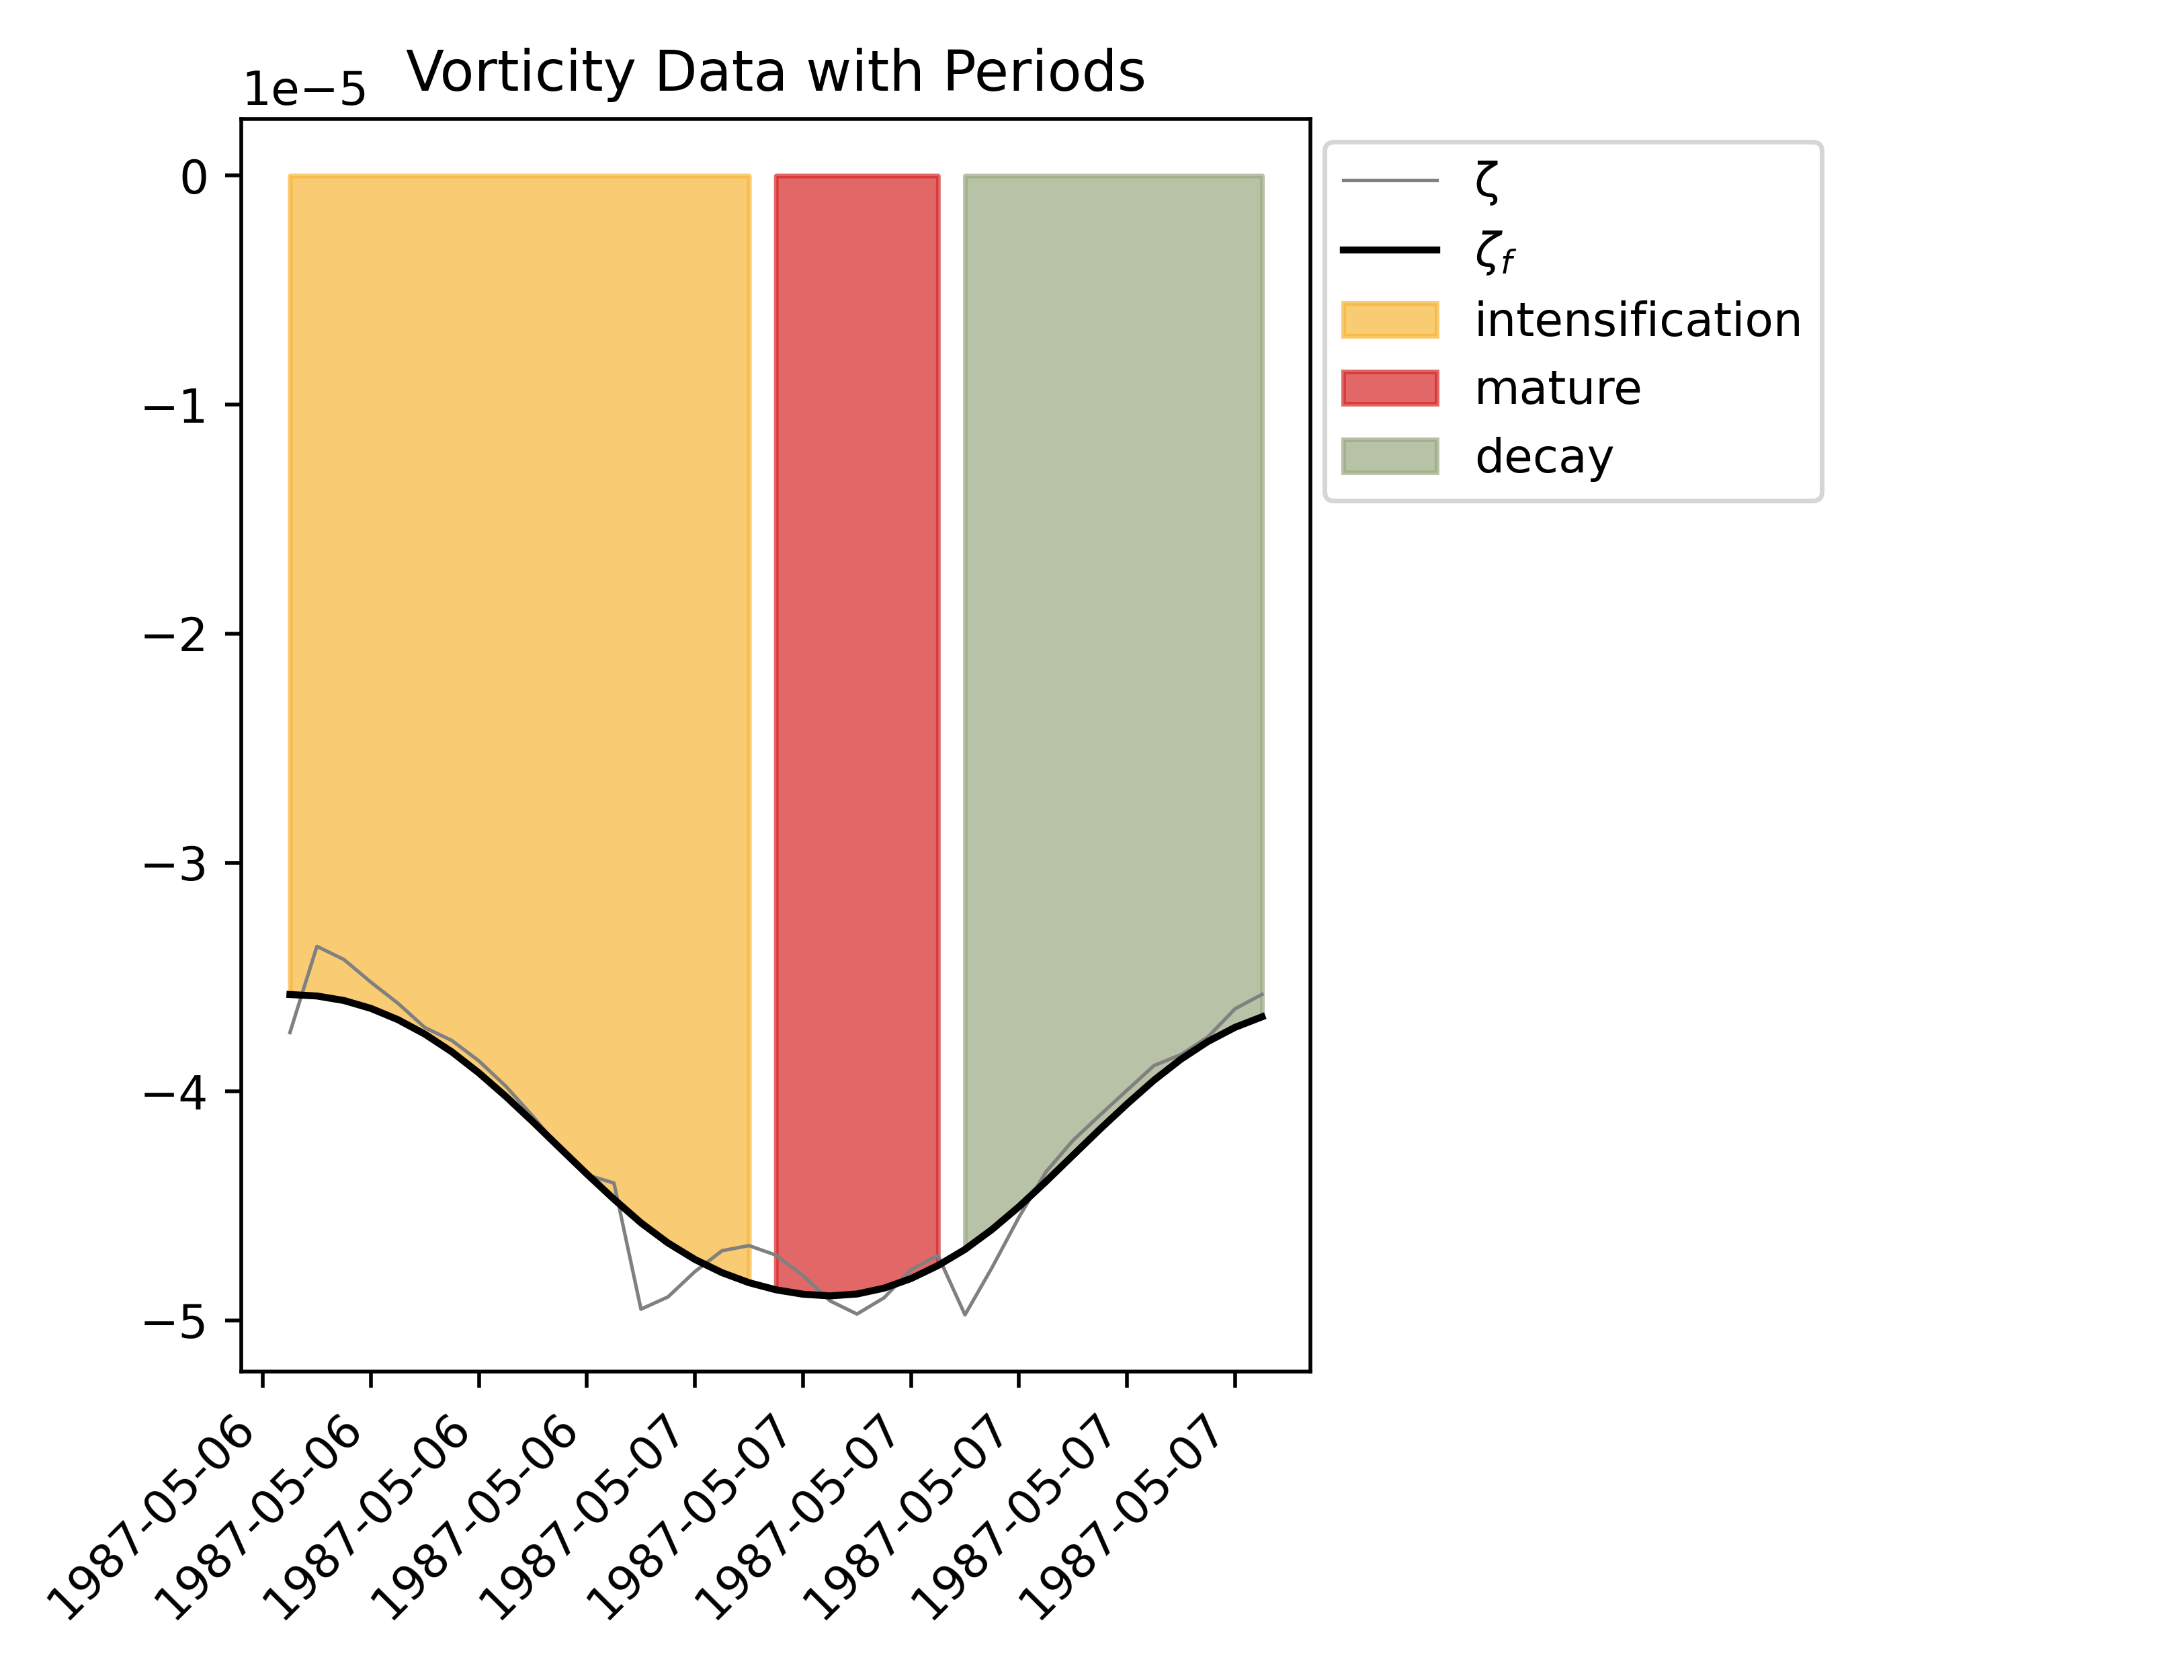 Vorticity Data with Periods
1e−5
0
−1
−2
−3
−4
−5
1987-05-06
1987-05-06
1987-05-06
1987-05-06
1987-05-07
1987-05-07
1987-05-07
1987-05-07
1987-05-07
1987-05-07
ζ
ζf
intensification
mature
decay